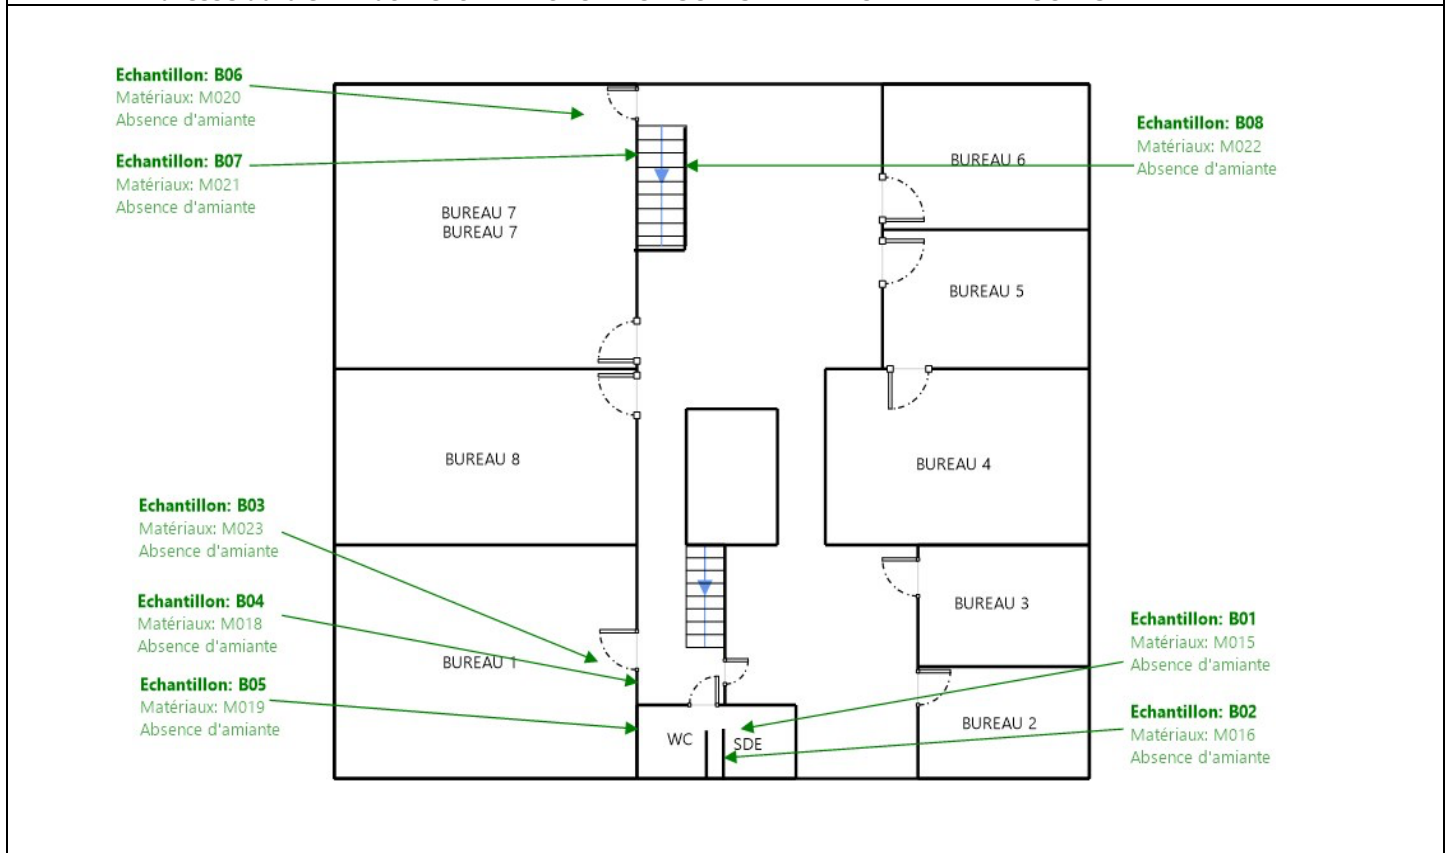 Echantillon: B06
Matériaux: M020
Absence d'amiante
Echantillon: B07
Matériaux: M021
Absence d'amiante
Echantillon: B08
Matériaux: M022
Absence d'amiante
BUREAU 6
BUREAU 7
BUREAU 7
BUREAU 5
BUREAU 8
BUREAU 4
Echantillon: B03
Matériaux: M023
Absence d'amiante
Echantillon: B04
Matériaux: M018
Absence d'amiante
BUREAU 3
Echantillon: B01
Matériaux: M015
Absence d'amiante
BUREAU 1
Echantillon: B05
Matériaux: M019
Absence d'amiante
WC
SDE
BUREAU 2
Echantillon: B02
Matériaux: M016
Absence d'amiante